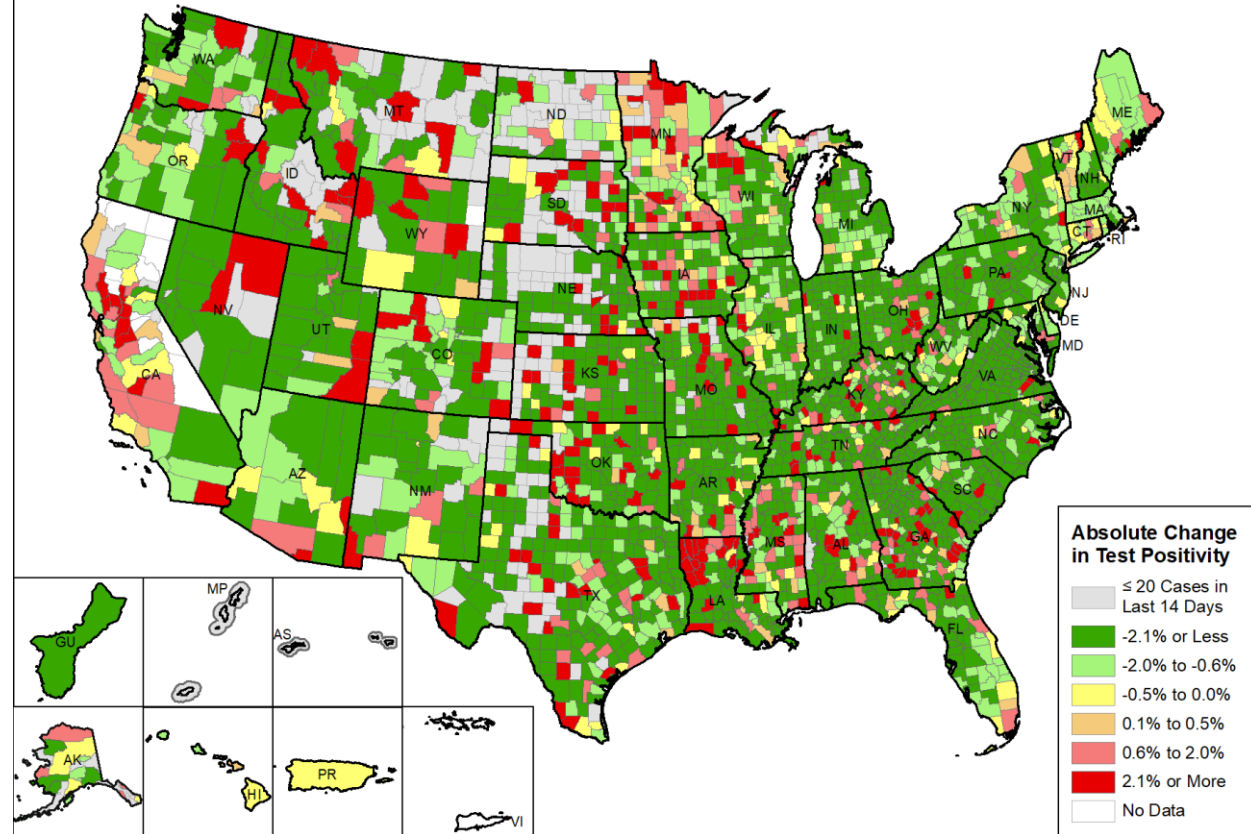 WA
MT
ND
MN
ME
OR
ID
SD
WI
VT
NH
NY
MA
WY
MI
CT
RI
IA
NE
PA
NV
NJ
UT
IL
IN
OH
DE
CO
WV
MD
CA
KS
MO
KY
VA
TN
NC
AZ
NM
OK
AR
SC
MS
AL
GA
TX
LA
FL
GU
MP
AS
AK
HI
PR
VI
Absolute Change
in Test Positivity
≤ 20 Cases in
Last 14 Days
-2.1% or Less
-2.0% to -0.6%
-0.5% to 0.0%
0.1% to 0.5%
0.6% to 2.0%
2.1% or More
No Data